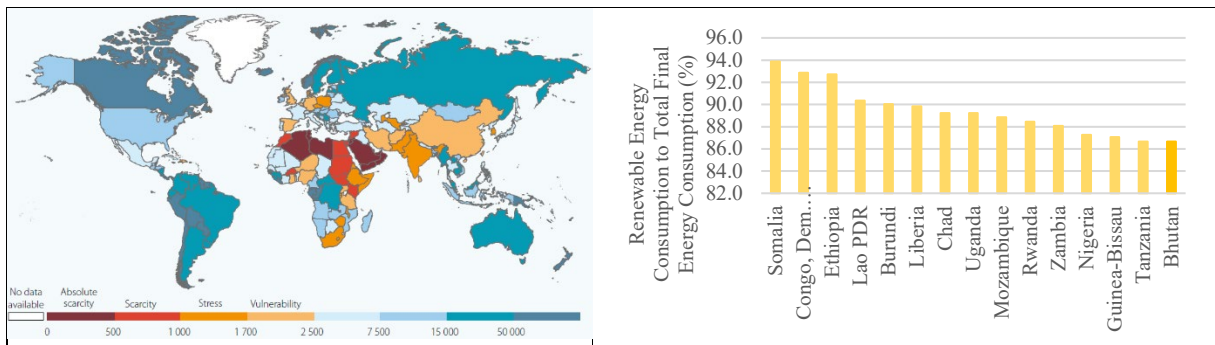 No data
available
Absolute
scarcity
Scarcity
Stress
Vulnerability
0
500
1 000
1 700
2 500
7 500
15 000
50 000
Renewable Energy
Consumption to Total Final
Energy Consumption (%)
96.0
94.0
92.0
90.0
88.0
86.0
84.0
82.0
Somalia
Congo, Dem.…
Ethiopia
Lao PDR
Burundi
Liberia
Chad
Uganda
Mozambique
Rwanda
Zambia
Nigeria
Guinea-Bissau
Tanzania
Bhutan